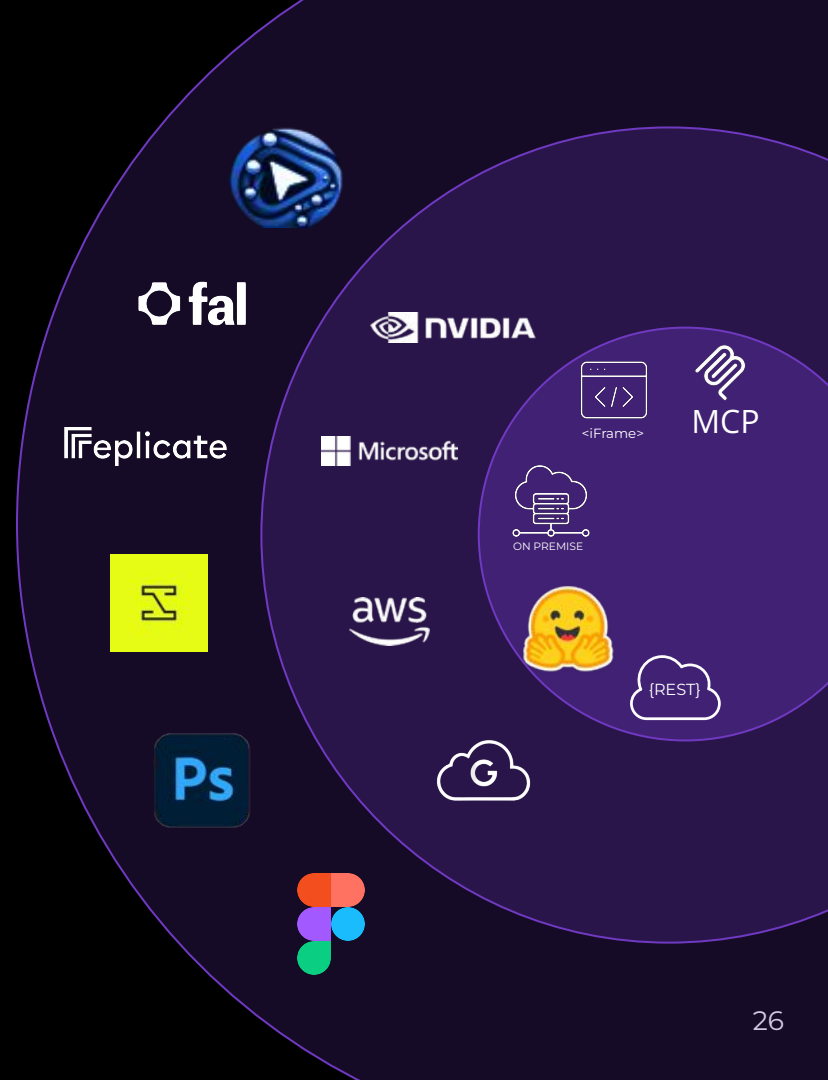 fal
NVIDIA
</>
<iFrame>
MCP
replicate
Microsoft
ON PREMISE
aws
{REST}
Ps
G
26